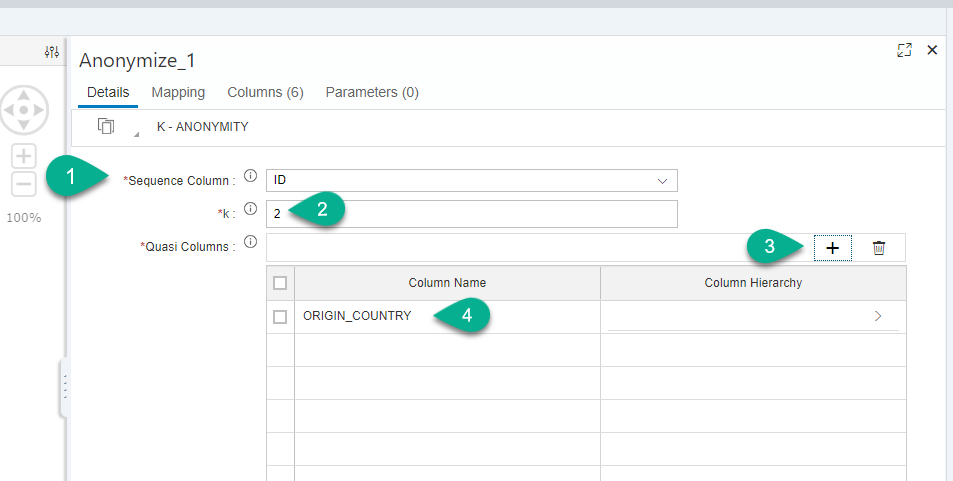 Anonymize_1
Details Mapping Columns (6) Parameters (0)
K - ANONYMITY
1 *Sequence Column : ID
*k : 2 2
*Quasi Columns : 3
Column Name Column Hierarchy
ORIGIN_COUNTRY 4
100%